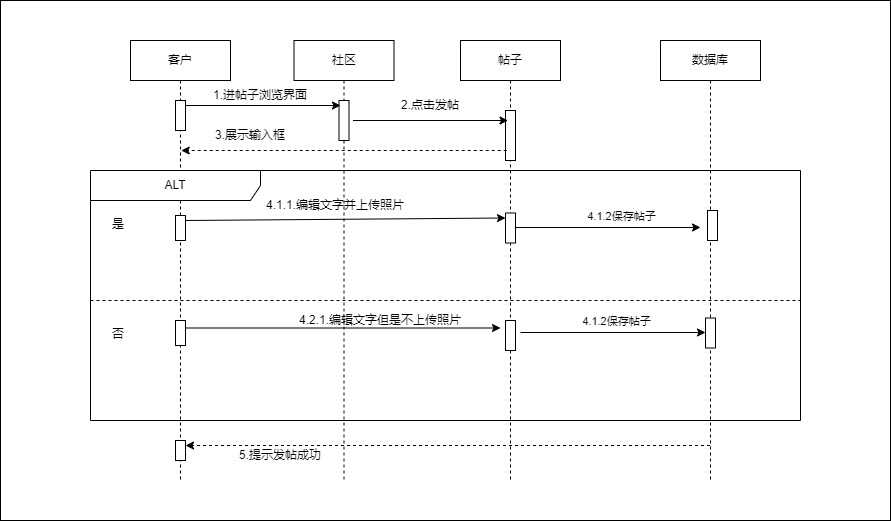 客户
社区
帖子
数据库
1.进帖子浏览界面
2.点击发帖
3.展示输入框
ALT
4.1.1.编辑文字并上传照片
是
4.1.2保存帖子
4.2.1.编辑文字但是不上传照片
4.1.2保存帖子
否
5.提示发帖成功